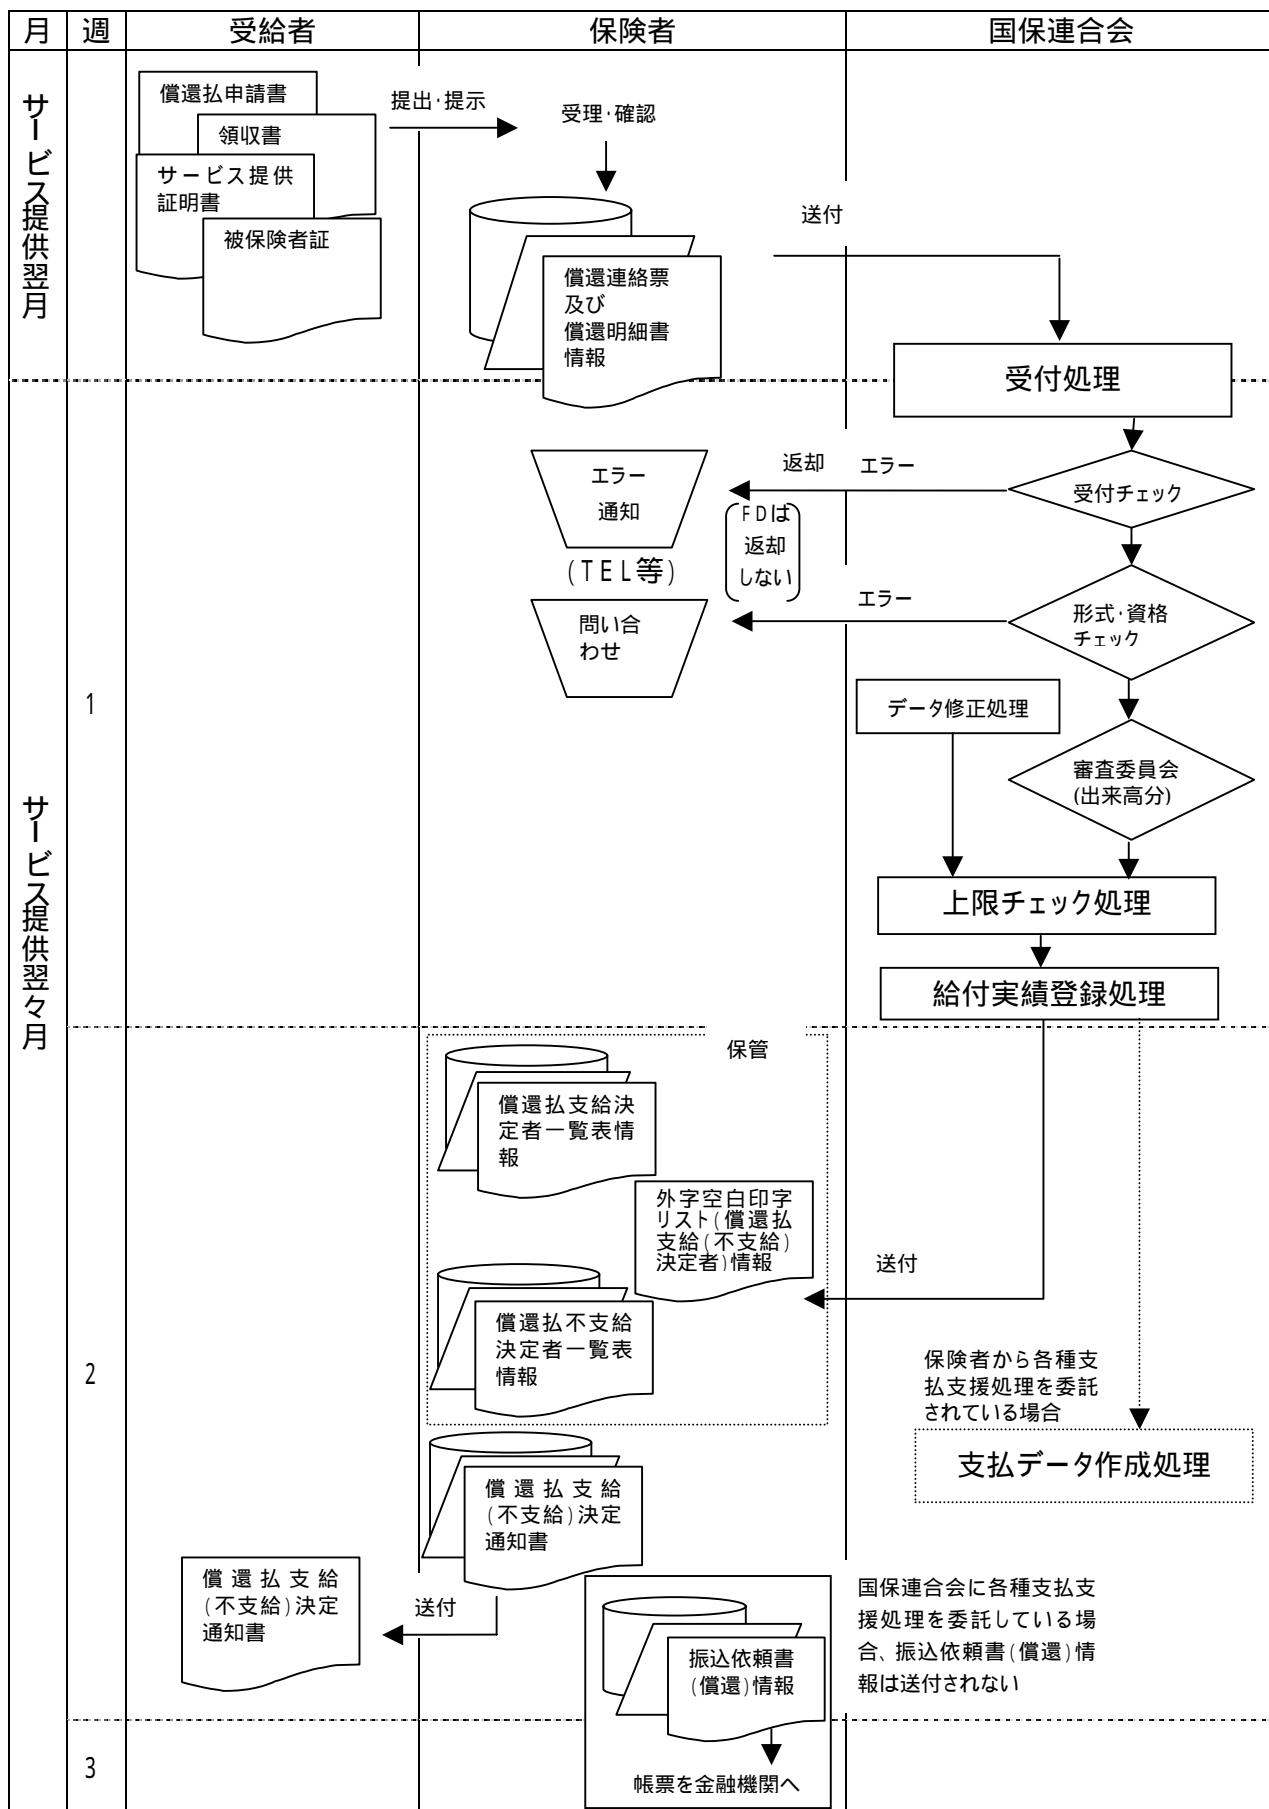 月 週 受給者 保険者 国保連合会
サービス提供翌月
償還払申請書
領収書
サービス提供
証明書
被保険者証
提出・提示
受理・確認
償還連絡票
及び
償還明細書
情報
送付
受付処理
サービス提供翌々月
1
受付チェック
エラー
返却
エラー
通知
(TEL等)
FDは
返却
しない
形式・資格
チェック
エラー
問い合
わせ
データ修正処理
審査委員会
(出来高分)
上限チェック処理
給付実績登録処理
2
保管
償還払支給決
定者一覧表情
報
外字空白印字
リスト(償還払
支給(不支給)
決定者)情報
送付
償還払不支給
決定者一覧表
情報
保険者から各種支
払支援処理を委託
されている場合
支払データ作成処理
償還払支給
(不支給)決定
通知書
送付
償還払支給
(不支給)決定
通知書
振込依頼書
(償還)情報
国保連合会に各種支払支
援処理を委託している場
合、振込依頼書(償還)情
報は送付されない
3
帳票を金融機関へ